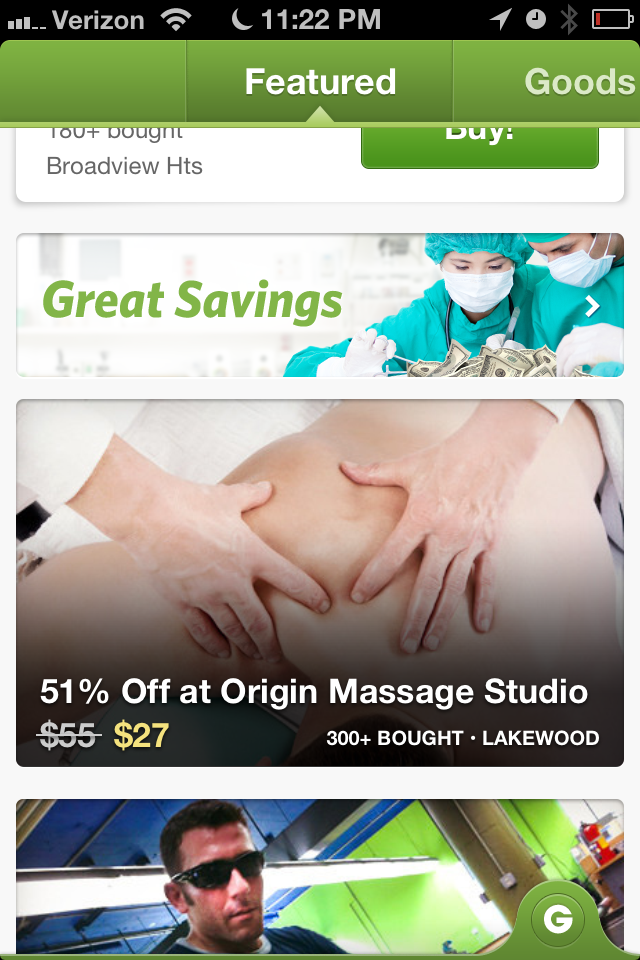 Verizon 11:22 PM
Featured Goods
180+ bought
Buy!
Broadview Hts
Great Savings
51% Off at Origin Massage Studio
$55 $27
300+ BOUGHT · LAKEWOOD
G